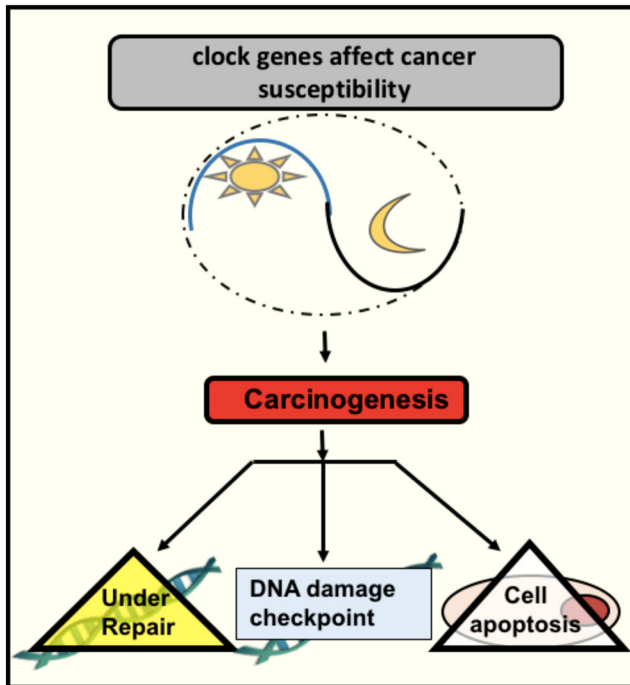 clock genes affect cancer
susceptibility
Carcinogenesis
Under
Repair
DNA damage
checkpoint
Cell
apoptosis